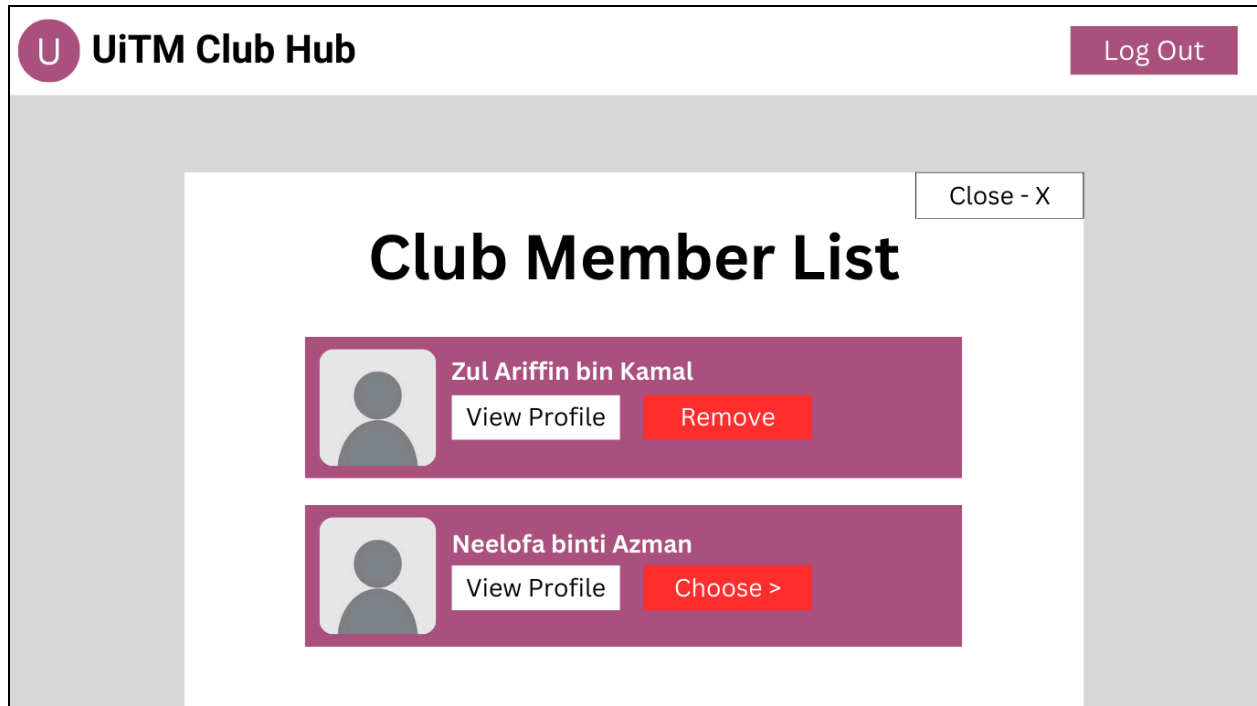 U UiTM Club Hub Log Out
Close - X
Club Member List
Zul Ariffin bin Kamal
View Profile Remove
Neelofa binti Azman
View Profile Choose >